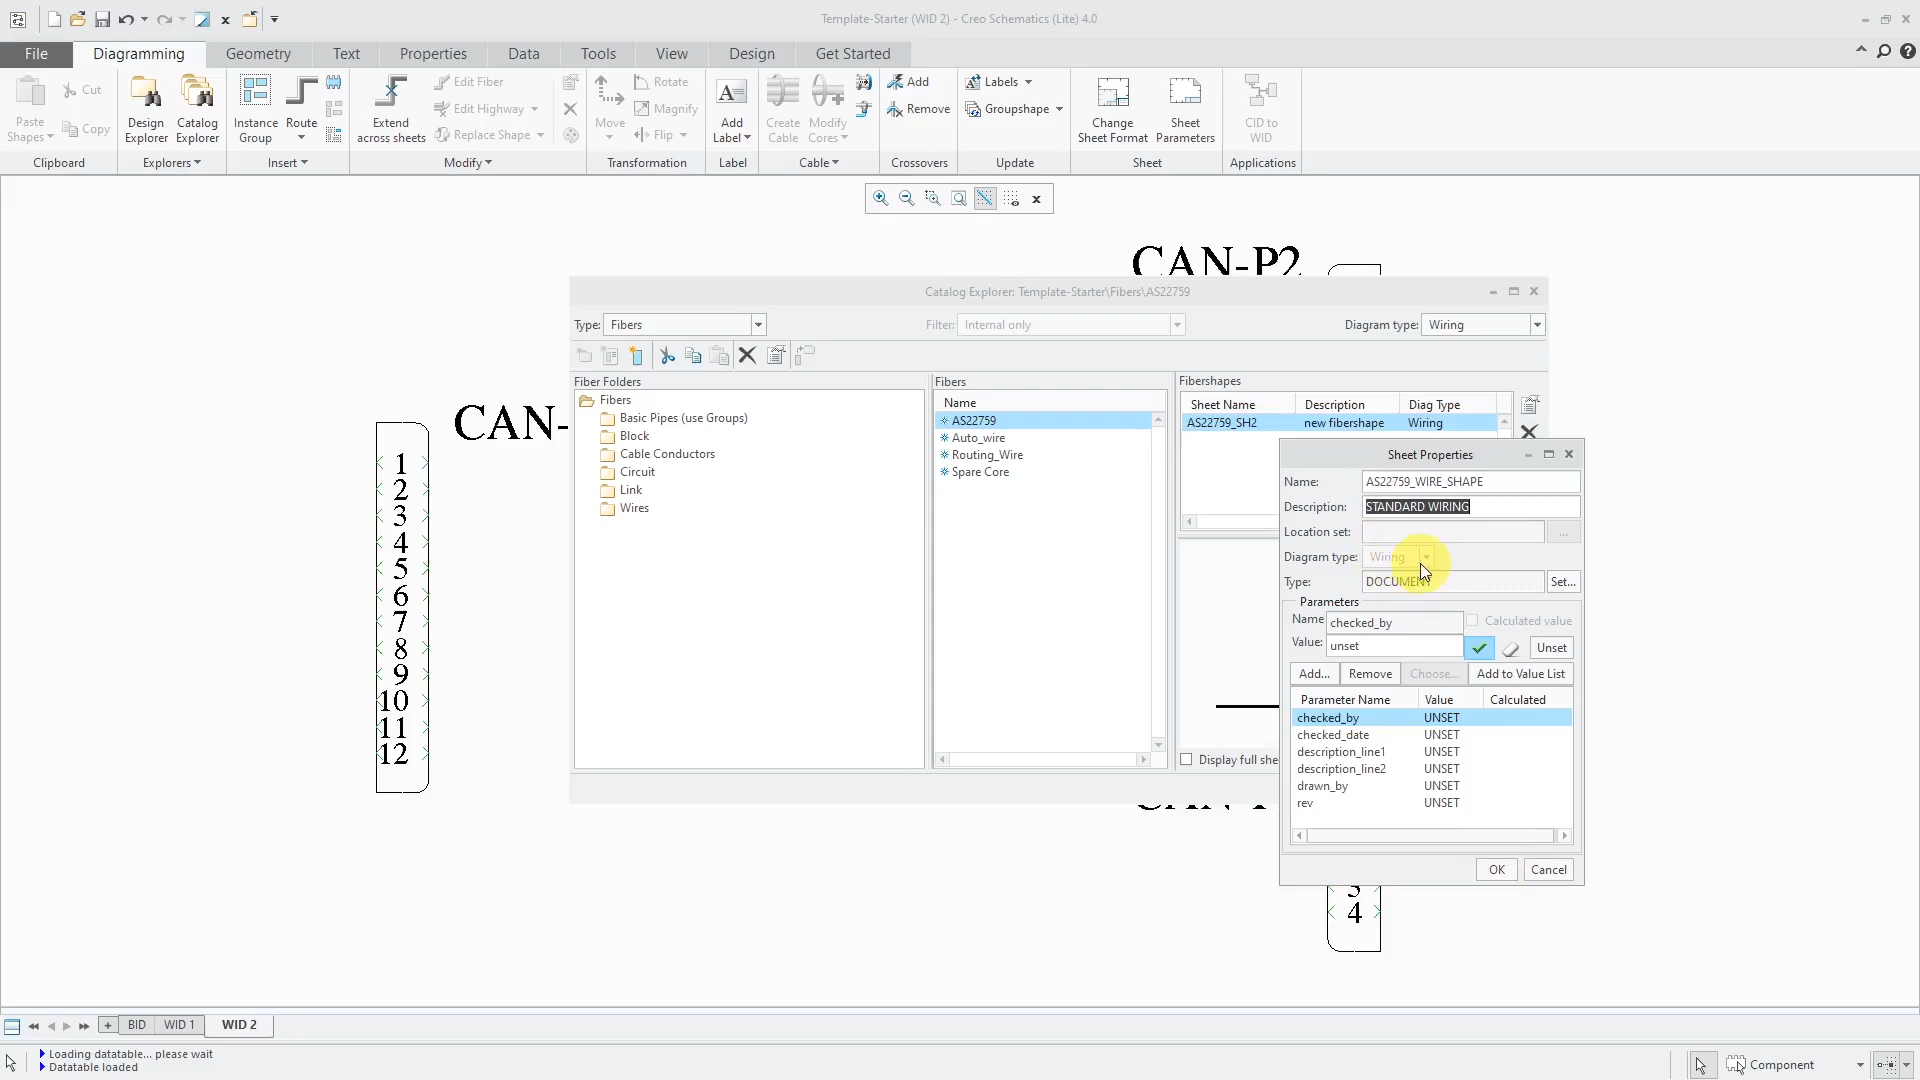 Template-Starter (WID 2) - Creo Schematics (Lite) 4.0
File Diagramming Geometry Text Properties Data Tools View Design Get Started
Paste Shapes
Cut
Copy
Design Explorer
Catalog Explorer
Instance Group
Route
Extend across sheets
Edit Fiber
Edit Highway
Replace Shape
Move
Rotate
Magnify
Flip
Add Label
Create Cable
Modify Cores
Add
Remove
Labels
Groupshape
Change Sheet Format
Sheet Parameters
CID to WID
Clipboard Explorers Insert Modify Transformation Label Cable Crossovers Update Sheet Applications
CAN-P2
CAN-
1
2
3
4
5
6
7
8
9
10
11
12
Catalog Explorer: Template-Starter\Fibers\AS22759
Type: Fibers
Filter: Internal only
Diagram type: Wiring
Fiber Folders
Fibers
Basic Pipes (use Groups)
Block
Cable Conductors
Circuit
Link
Wires
Fibers
Name
AS22759
Auto_wire
Routing_Wire
Spare Core
Fibershapes
Sheet Name Description Diag Type
AS22759_SH2 new fibershape Wiring
Display full she
Sheet Properties
Name: AS22759_WIRE_SHAPE
Description: STANDARD WIRING
Location set: ...
Diagram type: Wiring
Type: DOCUMENT Set...
Parameters
Name checked_by Calculated value
Value: unset Unset
Add... Remove Choose... Add to Value List
Parameter Name Value Calculated
checked_by UNSET
checked_date UNSET
description_line1 UNSET
description_line2 UNSET
drawn_by UNSET
rev UNSET
OK Cancel
3
4
BID WID 1 WID 2
Loading datatable... please wait
Datatable loaded
Component